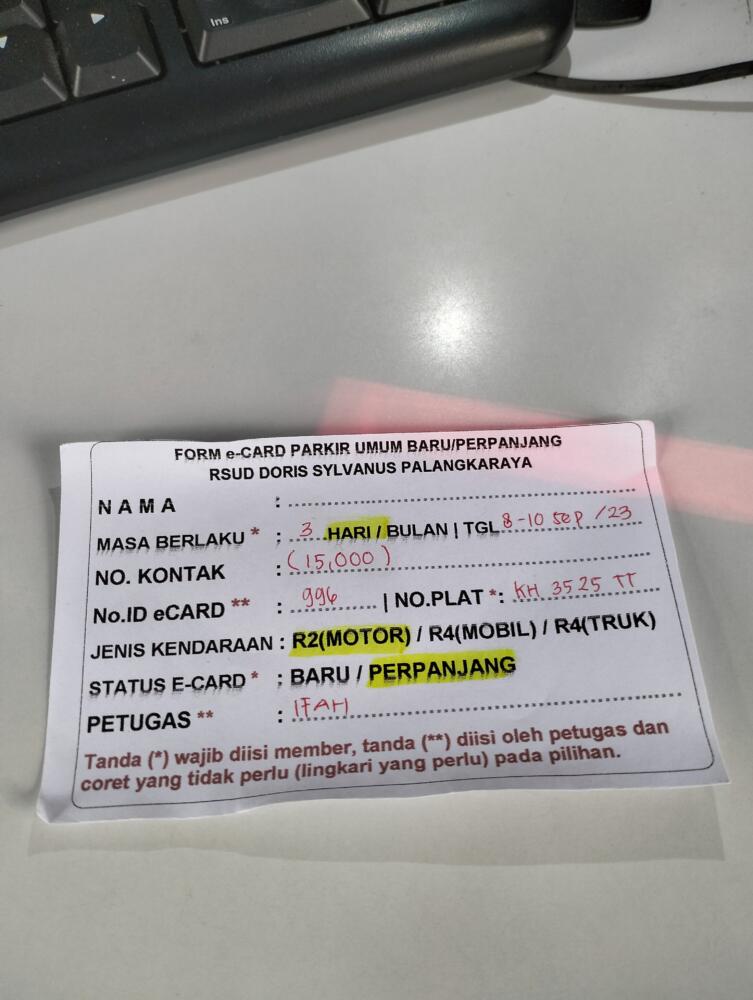 Ins
FORM e-CARD PARKIR UMUM BARU/PERPANJANG
RSUD DORIS SYLVANUS PALANGKARAYA
N A M A :
MASA BERLAKU * : 3 HARI / BULAN | TGL 8-10 Sep /23
NO. KONTAK : (15,000)
No.ID eCARD ** : 996 | NO.PLAT *: KH 3525 TT
JENIS KENDARAAN : R2(MOTOR) / R4(MOBIL) / R4(TRUK)
STATUS E-CARD * : BARU / PERPANJANG
PETUGAS ** : IFAH
Tanda (*) wajib diisi member, tanda (**) diisi oleh petugas dan
coret yang tidak perlu (lingkari yang perlu) pada pilihan.